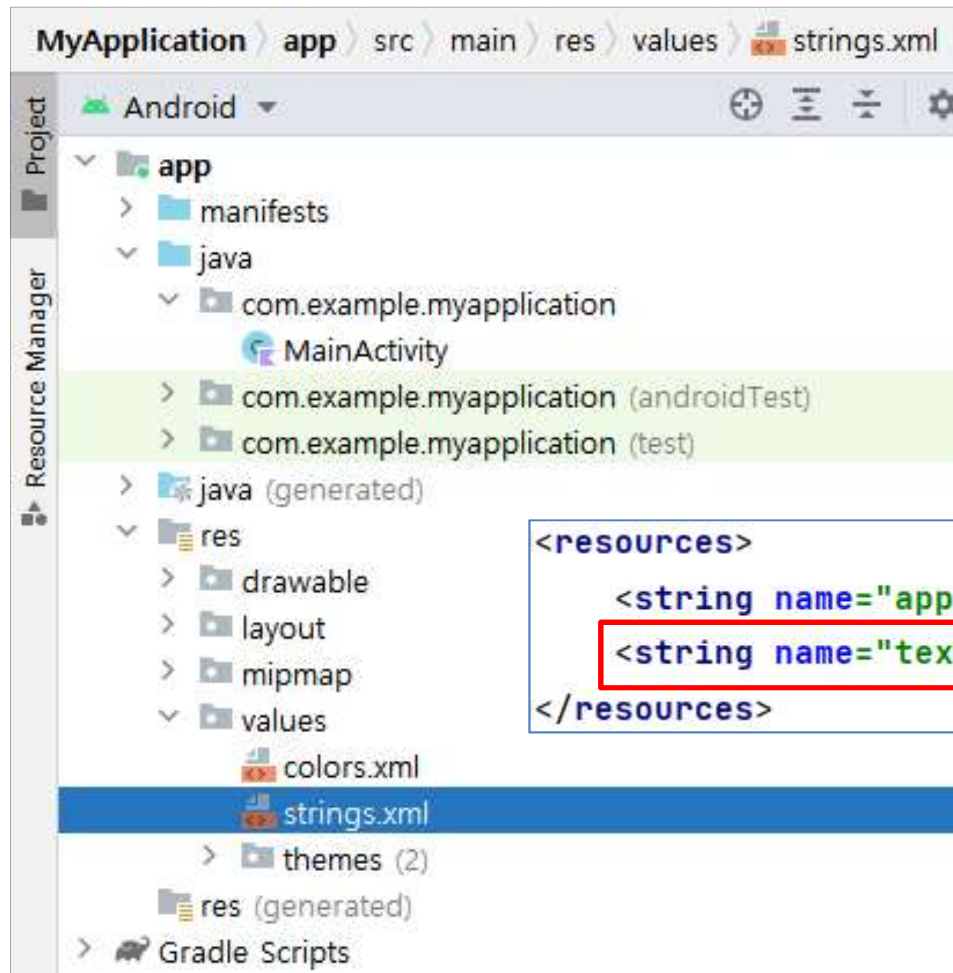 MyApplication > app > src > main > res > values > strings.xml
Project
Resource Manager
Android
app
manifests
java
com.example.myapplication
MainActivity
com.example.myapplication (androidTest)
com.example.myapplication (test)
java (generated)
res
drawable
layout
mipmap
values
colors.xml
strings.xml
themes (2)
res (generated)
Gradle Scripts
<resources>
<string name="app
<string name="tex
</resources>